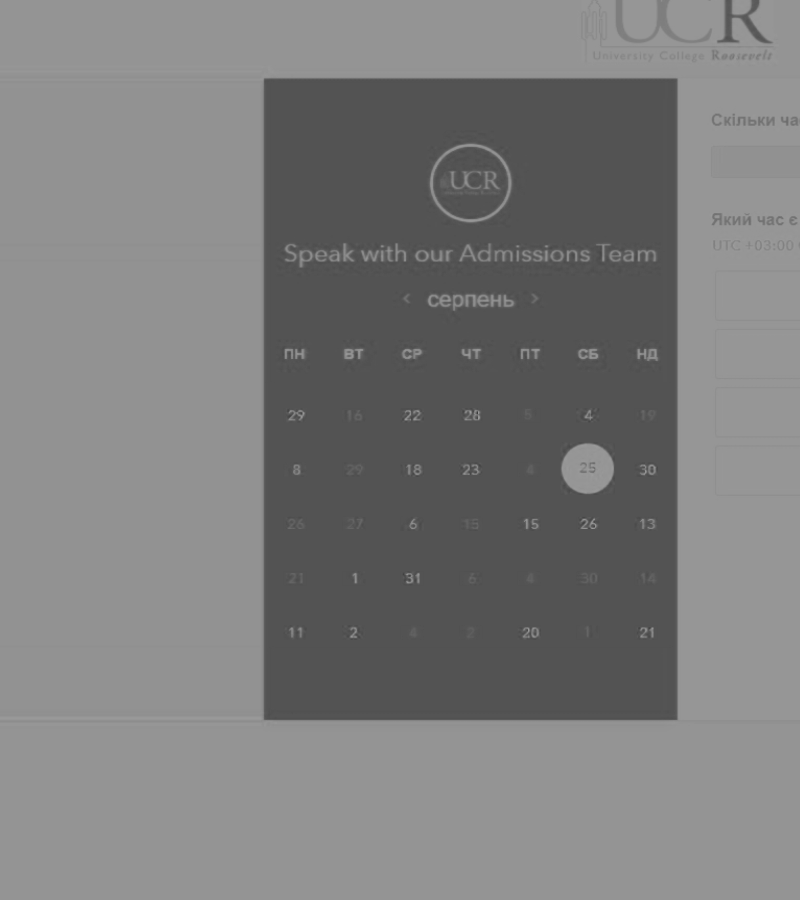 UCR
University College Roosevelt
Скільки ча
UCR
Який час є
UTC +03:00
Speak with our Admissions Team
< серпень >
ПН ВТ СР ЧТ ПТ СБ НД
29 16 22 28 5 4 19
8 29 18 23 4 25 30
26 27 6 15 15 26 13
21 1 31 6 4 30 14
11 2 4 2 20 1 21